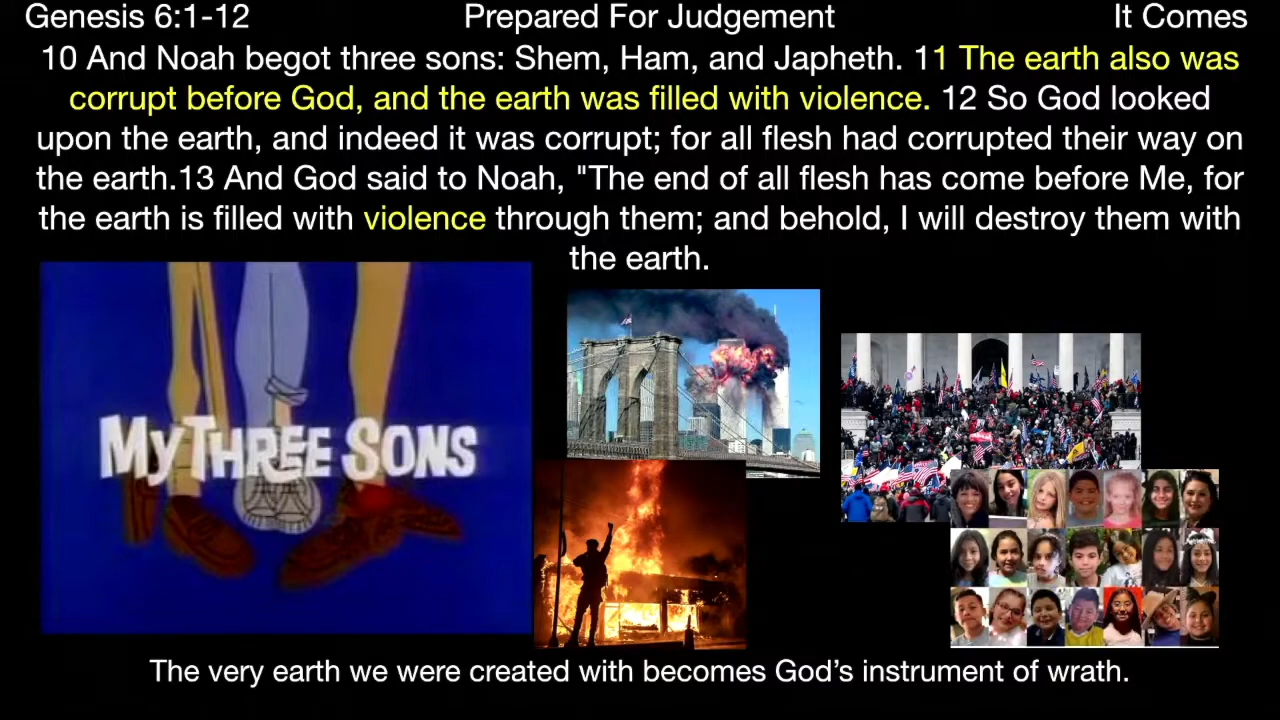 Genesis 6:1-12 Prepared For Judgement It Comes
10 And Noah begot three sons: Shem, Ham, and Japheth. 11 The earth also was
corrupt before God, and the earth was filled with violence. 12 So God looked
upon the earth, and indeed it was corrupt; for all flesh had corrupted their way on
the earth.13 And God said to Noah, "The end of all flesh has come before Me, for
the earth is filled with violence through them; and behold, I will destroy them with
the earth.
MY THREE SONS
The very earth we were created with becomes God’s instrument of wrath.